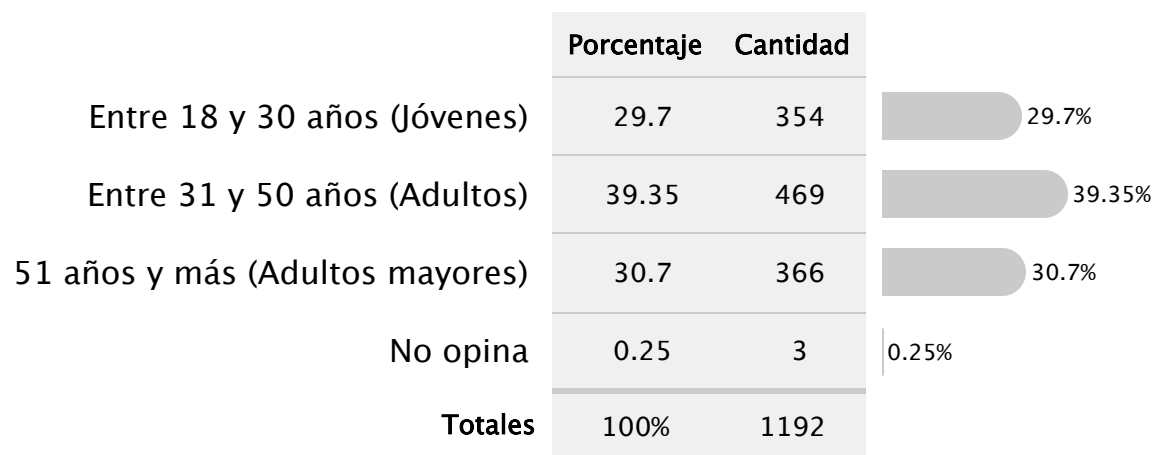 Porcentaje Cantidad
Entre 18 y 30 años (Jóvenes) 29.7 354 29.7%
Entre 31 y 50 años (Adultos) 39.35 469 39.35%
51 años y más (Adultos mayores) 30.7 366 30.7%
No opina 0.25 3 0.25%
Totales 100% 1192